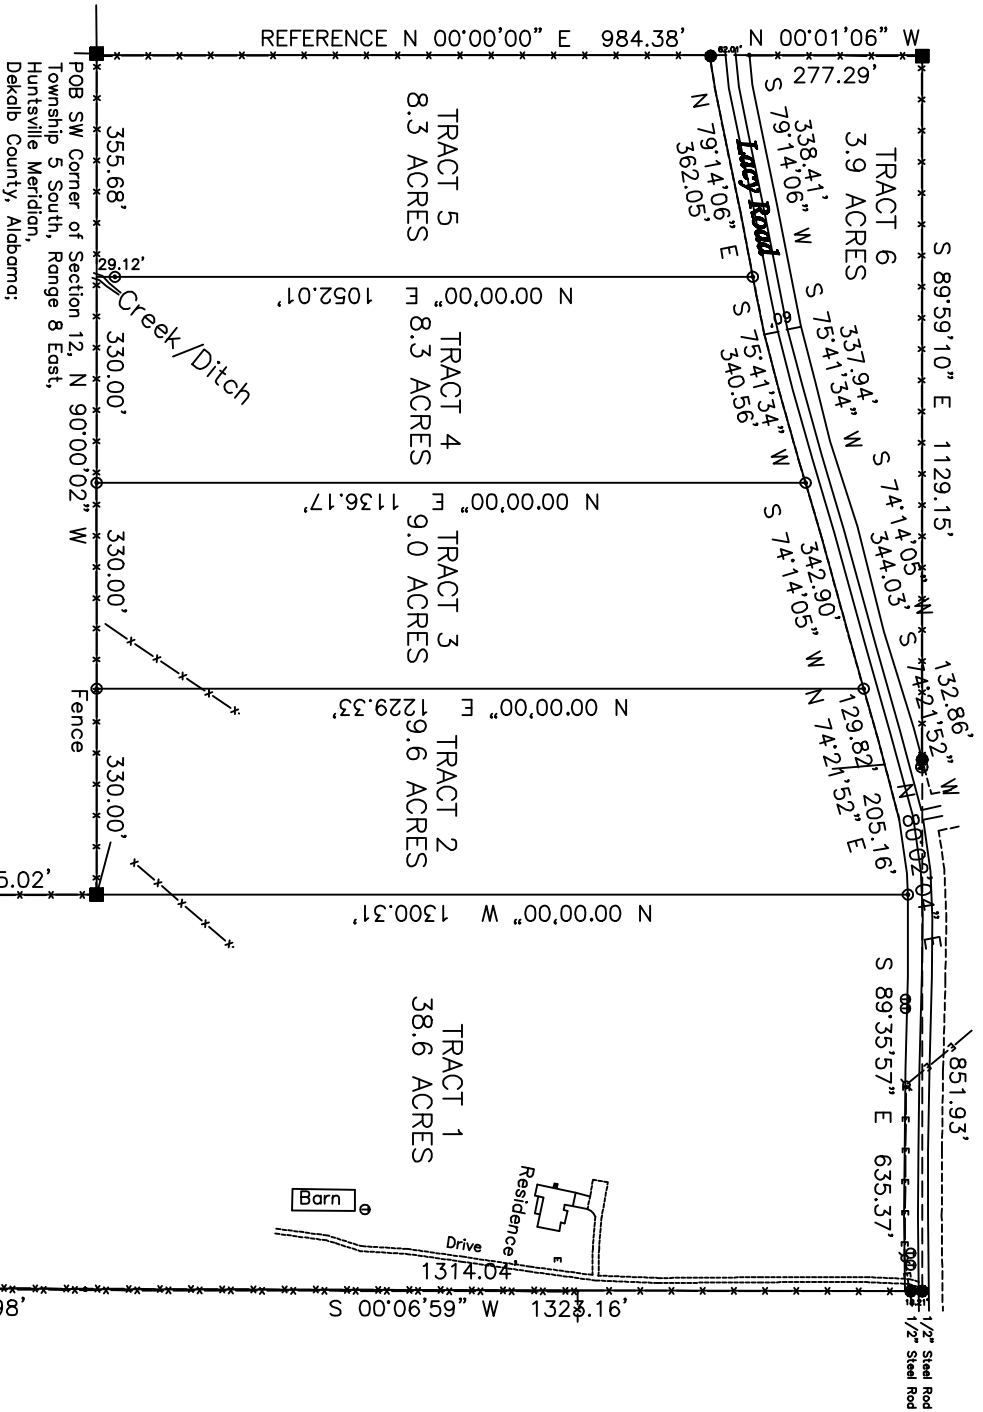 REFERENCE N 00°00'00" E 984.38'
N 00°01'06" W
277.29'
62.01'
TRACT 6
3.9 ACRES
S 89°59'10" E 1129.15'
338.41'
S 79°14'06" W
Lacy Road
N 79°14'06" E
362.05'
337.94'
S 75°41'34" W
60'
S 75°41'34" W
340.56'
S 74°14'05" W
344.03'
342.90'
S 74°14'05" W
132.86'
S 74°21'52" W
129.82'
N 74°21'52" E
205.16'
N 80°02'04" E
S 89°35'57" E 635.37'
851.93'
TRACT 5
8.3 ACRES
N 00°00'00" E 1052.01'
TRACT 4
8.3 ACRES
N 00°00'00" E 1136.17'
TRACT 3
9.0 ACRES
N 00°00'00" E 1229.33'
TRACT 2
9.6 ACRES
N 00°00'00" W 1300.31'
TRACT 1
38.6 ACRES
Residence
Barn
Drive
E
1314.04'
S 00°06'59" W 1323.16'
1/2" Steel Rod
1/2" Steel Rod
355.68'
29.12'
Creek/Ditch
330.00'
330.00'
330.00'
Fence
5.02'
98'
POB SW Corner of Section 12, N 90°00'02" W
Township 5 South, Range 8 East,
Huntsville Meridian,
Dekalb County, Alabama;